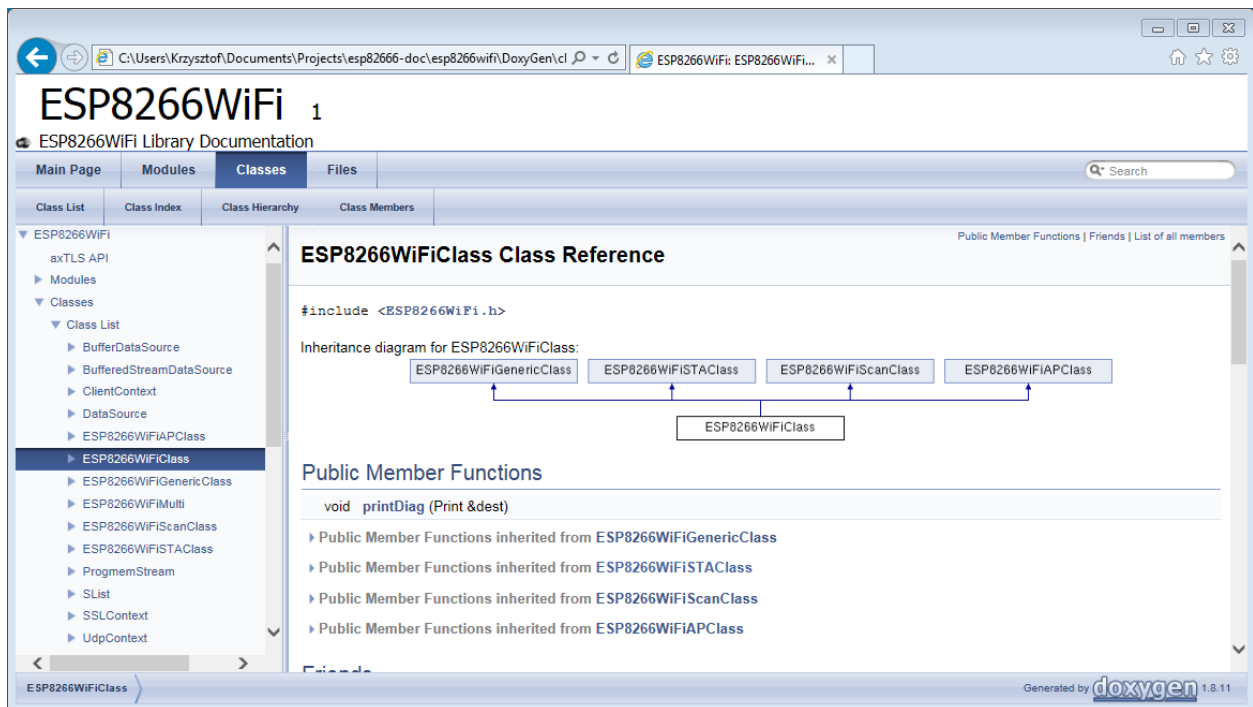 C:\Users\Krzysztof\Documents\Projects\esp82666-doc\esp8266wifi\DoxyGen\cl
ESP8266WiFi: ESP8266WiFi...
ESP8266WiFi 1
ESP8266WiFi Library Documentation
Main Page Modules Classes Files
Search
Class List Class Index Class Hierarchy Class Members
ESP8266WiFi
axTLS API
Modules
Classes
Class List
BufferDataSource
BufferedStreamDataSource
ClientContext
DataSource
ESP8266WiFiAPClass
ESP8266WiFiClass
ESP8266WiFiGenericClass
ESP8266WiFiMulti
ESP8266WiFiScanClass
ESP8266WiFiSTAClass
ProgmemStream
SList
SSLContext
UdpContext
Public Member Functions | Friends | List of all members
ESP8266WiFiClass Class Reference
#include <ESP8266WiFi.h>
Inheritance diagram for ESP8266WiFiClass:
ESP8266WiFiGenericClass ESP8266WiFiSTAClass ESP8266WiFiScanClass ESP8266WiFiAPClass
ESP8266WiFiClass
Public Member Functions
void printDiag (Print &dest)
Public Member Functions inherited from ESP8266WiFiGenericClass
Public Member Functions inherited from ESP8266WiFiSTAClass
Public Member Functions inherited from ESP8266WiFiScanClass
Public Member Functions inherited from ESP8266WiFiAPClass
Friends
ESP8266WiFiClass
Generated by doxygen 1.8.11